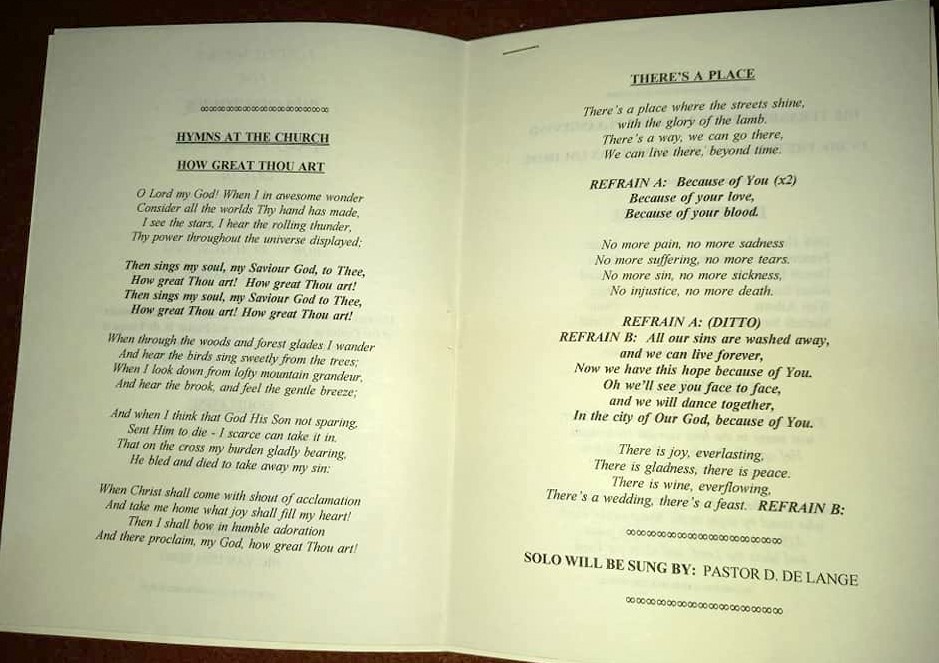 ∞∞∞∞∞∞∞∞∞∞∞∞∞∞∞
HYMNS AT THE CHURCH
HOW GREAT THOU ART
O Lord my God! When I in awesome wonder
Consider all the worlds Thy hand has made,
I see the stars, I hear the rolling thunder,
Thy power throughout the universe displayed;
Then sings my soul, my Saviour God, to Thee,
How great Thou art! How great Thou art!
Then sings my soul, my Saviour God to Thee,
How great Thou art! How great Thou art!
When through the woods and forest glades I wander
And hear the birds sing sweetly from the trees;
When I look down from lofty mountain grandeur,
And hear the brook, and feel the gentle breeze;
And when I think that God His Son not sparing,
Sent Him to die - I scarce can take it in.
That on the cross my burden gladly bearing,
He bled and died to take away my sin:
When Christ shall come with shout of acclamation
And take me home what joy shall fill my heart!
Then I shall bow in humble adoration
And there proclaim, my God, how great Thou art!
THERE'S A PLACE
There's a place where the streets shine,
with the glory of the lamb.
There's a way, we can go there,
We can live there, beyond time.
REFRAIN A: Because of You (x2)
Because of your love,
Because of your blood.
No more pain, no more sadness
No more suffering, no more tears.
No more sin, no more sickness,
No injustice, no more death.
REFRAIN A: (DITTO)
REFRAIN B: All our sins are washed away,
and we can live forever,
Now we have this hope because of You.
Oh we'll see you face to face,
and we will dance together,
In the city of Our God, because of You.
There is joy, everlasting,
There is gladness, there is peace.
There is wine, everflowing,
There's a wedding, there's a feast. REFRAIN B:
∞∞∞∞∞∞∞∞∞∞∞∞∞∞∞
SOLO WILL BE SUNG BY: PASTOR D. DE LANGE
∞∞∞∞∞∞∞∞∞∞∞∞∞∞∞